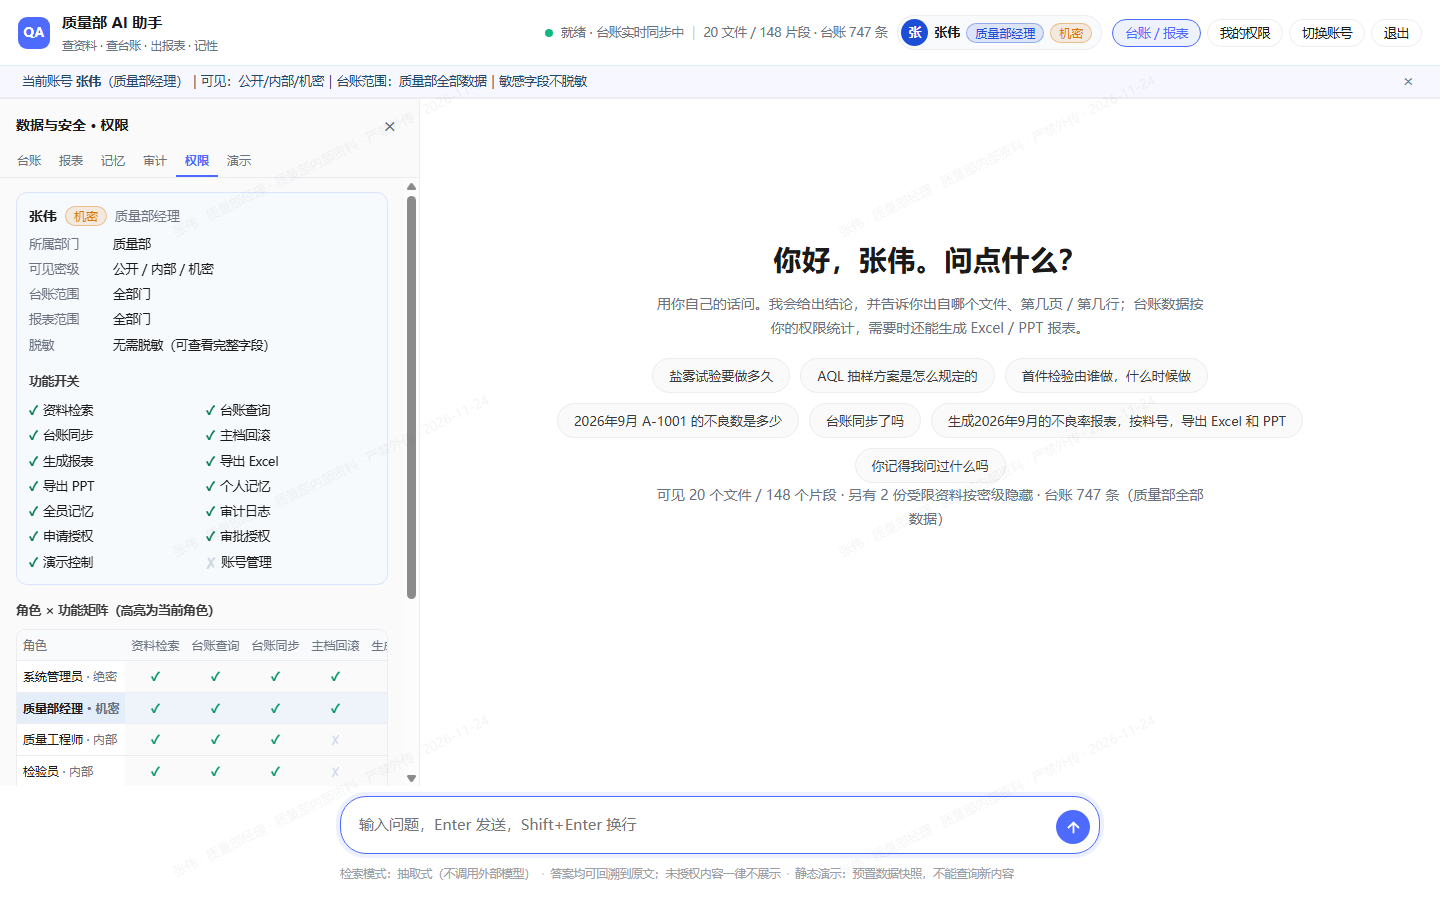 QA
质量部 AI 助手
查资料 · 查台账 · 出报表 · 记性
就绪 · 台账实时同步中
20 文件 / 148 片段 · 台账 747 条
张
张伟
质量部经理
机密
台账 / 报表
我的权限
切换账号
退出
当前账号 张伟（质量部经理） | 可见：公开/内部/机密 | 台账范围：质量部全部数据 | 敏感字段不脱敏
×
数据与安全 · 权限
×
台账 报表 记忆 审计 权限 演示
张伟 机密 质量部经理
所属部门 质量部
可见密级 公开 / 内部 / 机密
台账范围 全部门
报表范围 全部门
脱敏 无需脱敏（可查看完整字段）
功能开关
✓ 资料检索 ✓ 台账查询
✓ 台账同步 ✓ 主档回滚
✓ 生成报表 ✓ 导出 Excel
✓ 导出 PPT ✓ 个人记忆
✓ 全员记忆 ✓ 审计日志
✓ 申请授权 ✓ 审批授权
✓ 演示控制 ✗ 账号管理
角色 × 功能矩阵（高亮为当前角色）
角色 资料检索 台账查询 台账同步 主档回滚
系统管理员 · 绝密 ✓ ✓ ✓ ✓
质量部经理 · 机密 ✓ ✓ ✓ ✓
质量工程师 · 内部 ✓ ✓ ✓ ✗
检验员 · 内部 ✓ ✓ ✓ ✗
你好，张伟。问点什么？
用你自己的话问。我会给出结论，并告诉你出自哪个文件、第几页 / 第几行；台账数据按
你的权限统计，需要时还能生成 Excel / PPT 报表。
盐雾试验要做多久
AQL 抽样方案是怎么规定的
首件检验由谁做，什么时候做
2026年9月 A-1001 的不良数是多少
台账同步了吗
生成2026年9月的不良率报表，按料号，导出 Excel 和 PPT
你记得我问过什么吗
可见 20 个文件 / 148 个片段 · 另有 2 份受限资料按密级隐藏 · 台账 747 条（质量部全部
数据）
输入问题，Enter 发送，Shift+Enter 换行
检索模式：抽取式（不调用外部模型） · 答案均可回溯到原文；未授权内容一律不展示 · 静态演示：预置数据快照，不能查询新内容
张伟 · 质量部经理 · 质量部内部资料 · 严禁外传 · 2026-11-24